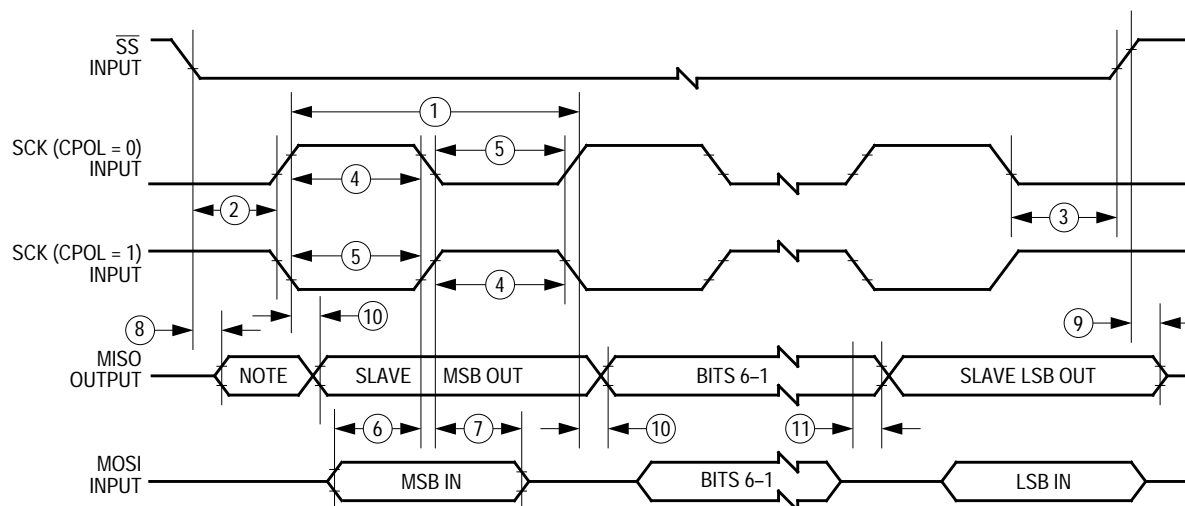 SS
INPUT
1
SCK (CPOL = 0)
INPUT
5
4
2
3
SCK (CPOL = 1)
INPUT
5
4
8
10
9
MISO
OUTPUT
NOTE
SLAVE MSB OUT
BITS 6–1
SLAVE LSB OUT
6
7
10
11
MOSI
INPUT
MSB IN
BITS 6–1
LSB IN